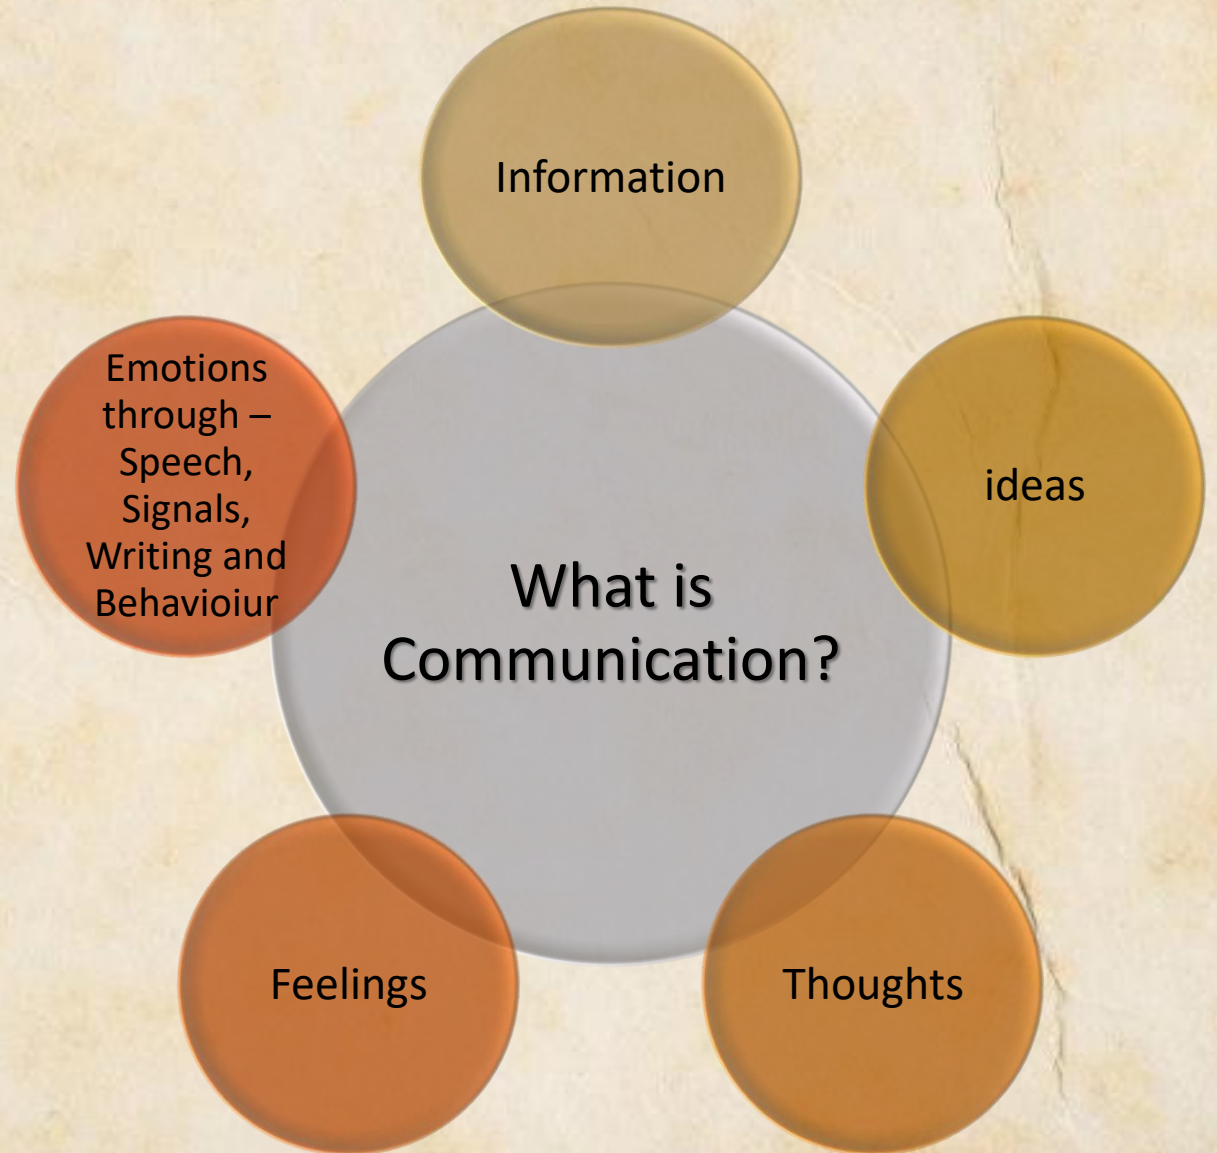 Information
ideas
Thoughts
Feelings
Emotions
through –
Speech,
Signals,
Writing and
Behavioiur
What is
Communication?